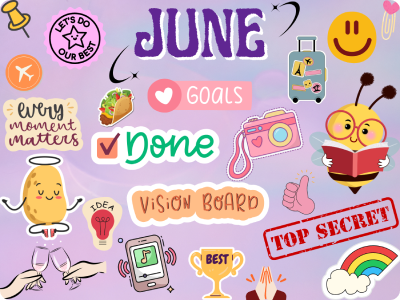 LET'S DO
OUR BEST
JUNE
GOALS
every
moment
matters
Done
IDEA
VISION BOARD
TOP SECRET
BEST